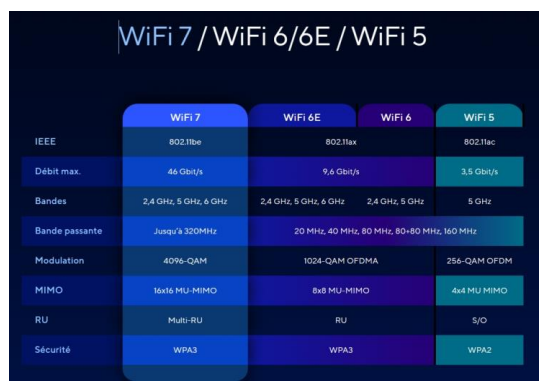 WiFi 7 / WiFi 6/6E / WiFi 5
WiFi 7 WiFi 6E WiFi 6 WiFi 5
IEEE 802.11be 802.11ax 802.11ac
Débit max. 46 Gbit/s 9,6 Gbit/s 3,5 Gbit/s
Bandes 2,4 GHz, 5 GHz, 6 GHz 2,4 GHz, 5 GHz, 6 GHz 2,4 GHz, 5 GHz 5 GHz
Bande passante Jusqu'à 320MHz 20 MHz, 40 MHz, 80 MHz, 80+80 MHz, 160 MHz
Modulation 4096-QAM 1024-QAM OFDMA 256-QAM OFDM
MIMO 16x16 MU-MIMO 8x8 MU-MIMO 4x4 MU MIMO
RU Multi-RU RU S/O
Sécurité WPA3 WPA3 WPA2